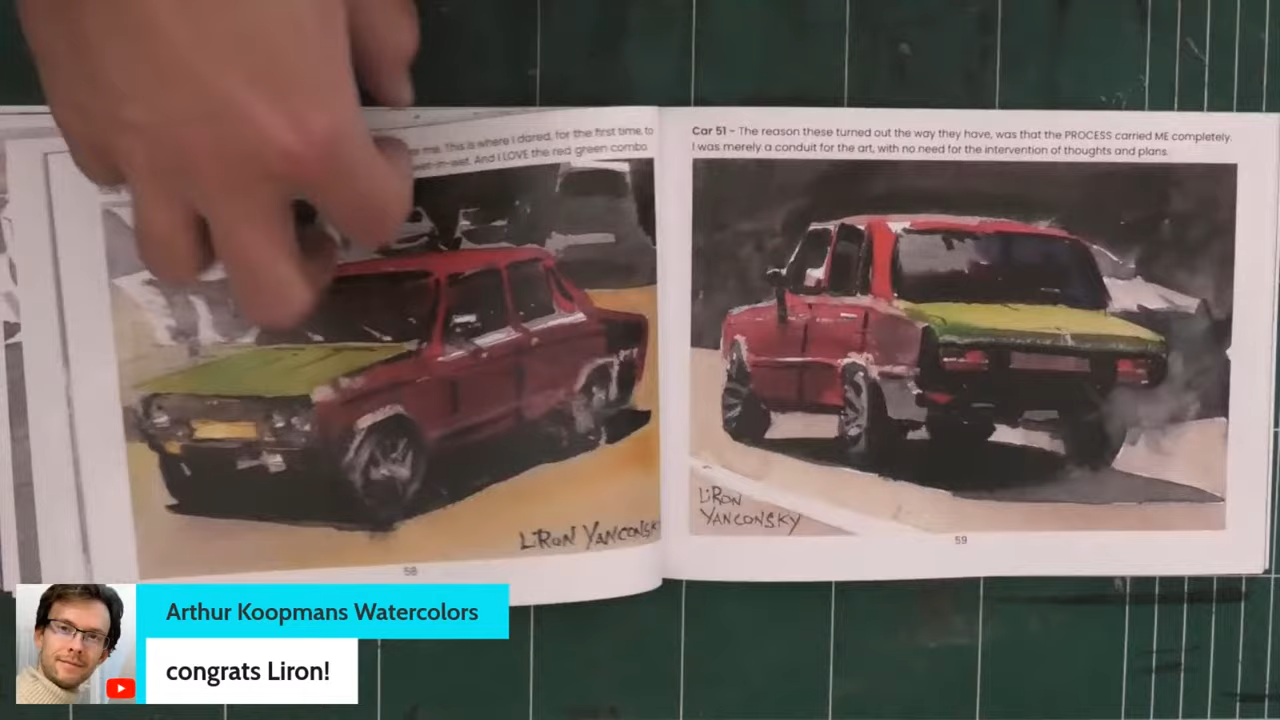 me. This is where I dared, for the first time, to
wet-in-wet. And I LOVE the red green combo
LiRON YANCONSKY
58
Car 51 - The reason these turned out the way they have, was that the PROCESS carried ME completely.
I was merely a conduit for the art, with no need for the intervention of thoughts and plans.
LiRON
YANCONSKY
59
Arthur Koopmans Watercolors
congrats Liron!